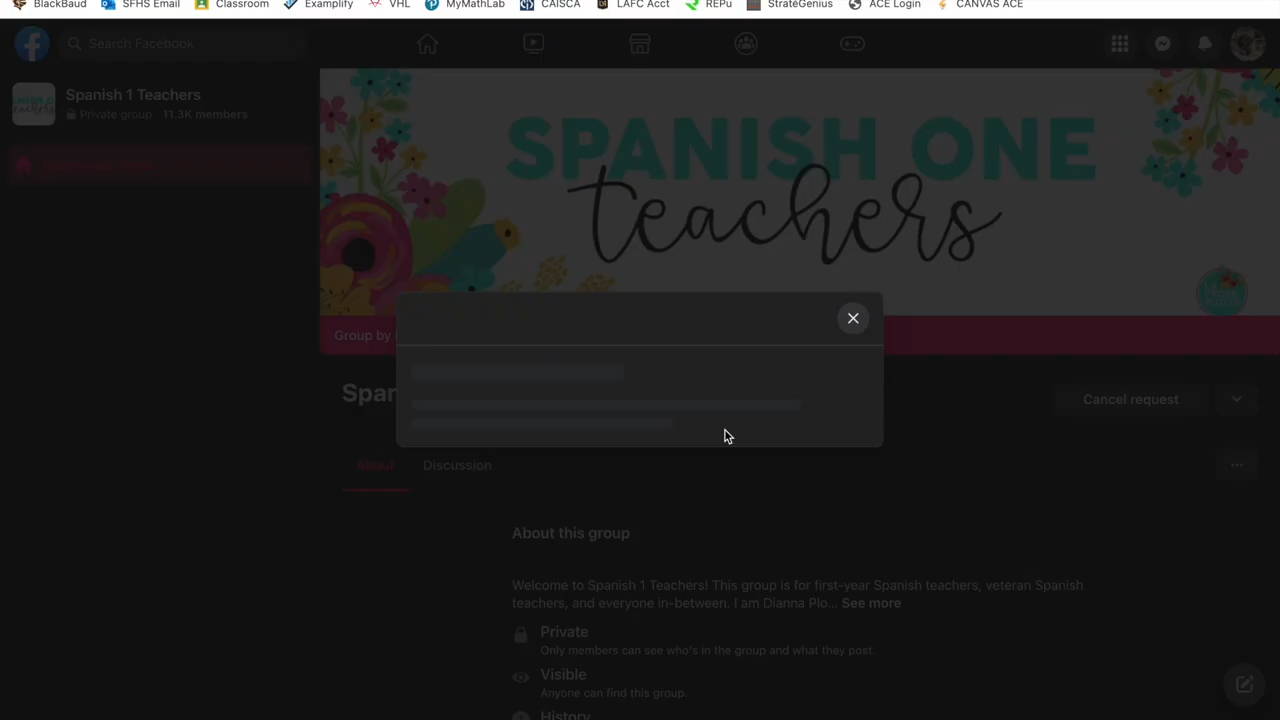 BlackBaud SFHS Email Classroom Examplify VHL MyMathLab CAISCA LAFC Acct REPu StratéGenius ACE Login CANVAS ACE
Search Facebook
Spanish 1 Teachers
Private group 11.3K members
SPANISH ONE
teachers
Group by
Span
Cancel request
About Discussion
About this group
Welcome to Spanish 1 Teachers! This group is for first-year Spanish teachers, veteran Spanish
teachers, and everyone in-between. I am Dianna Plo... See more
Private
Only members can see who's in the group and what they post.
Visible
Anyone can find this group.
History